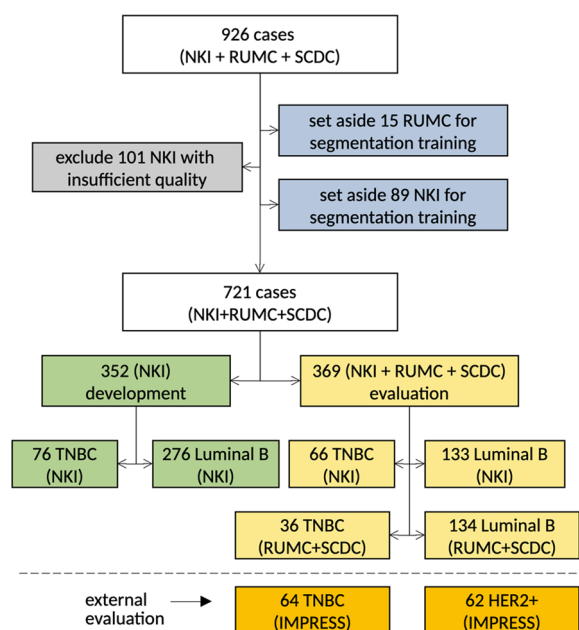 926 cases
(NKI + RUMC + SCDC)
set aside 15 RUMC for
segmentation training
exclude 101 NKI with
insufficient quality
set aside 89 NKI for
segmentation training
721 cases
(NKI+RUMC+SCDC)
352 (NKI)
development
369 (NKI + RUMC + SCDC)
evaluation
76 TNBC
(NKI)
276 Luminal B
(NKI)
66 TNBC
(NKI)
133 Luminal B
(NKI)
36 TNBC
(RUMC+SCDC)
134 Luminal B
(RUMC+SCDC)
external
evaluation
64 TNBC
(IMPRESS)
62 HER2+
(IMPRESS)